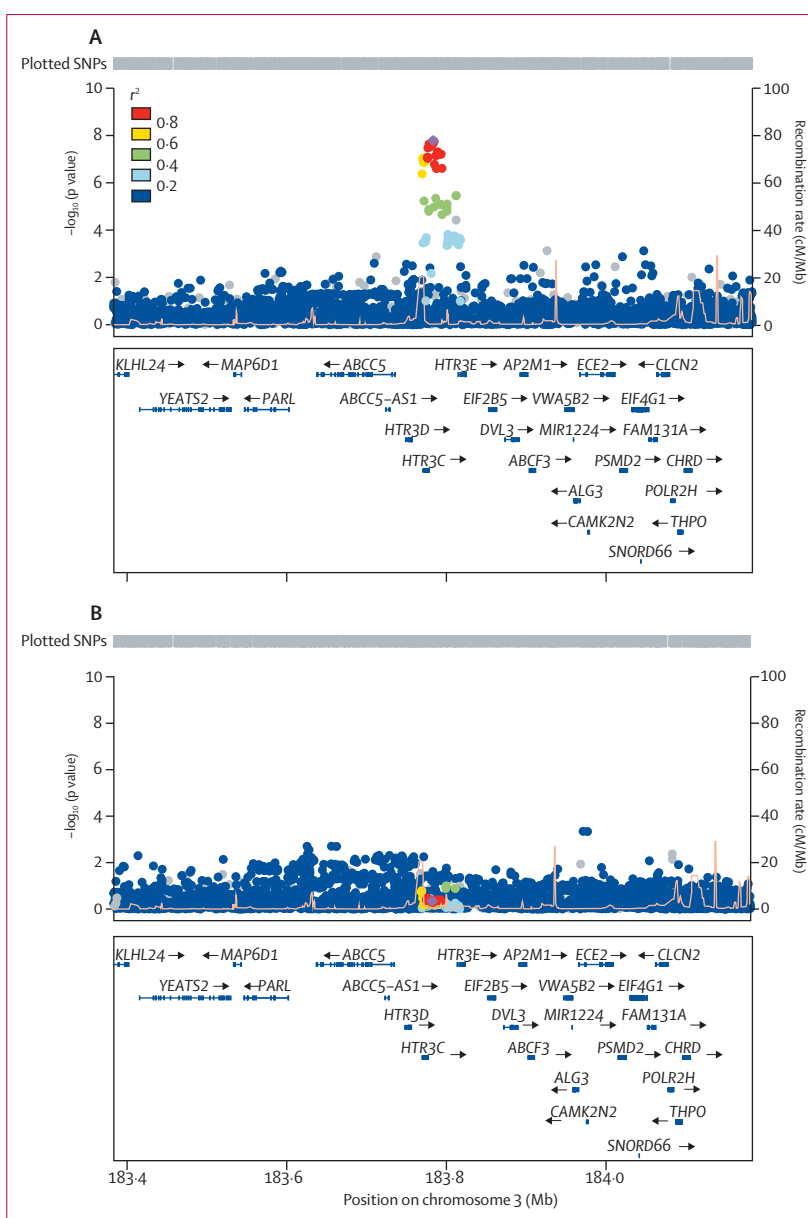 A
Plotted SNPs
10
8
6
4
2
0
−log₁₀ (p value)
r²
0·8
0·6
0·4
0·2
100
80
60
40
20
0
Recombination rate (cM/Mb)
KLHL24 → ← MAP6D1 ← ABCC5 HTR3E → AP2M1 → ECE2 → ← CLCN2
YEATS2 → ← PARL ABCC5–AS1 → EIF2B5 → VWA5B2 → EIF4G1 →
HTR3D → DVL3 → MIR1224 → FAM131A →
HTR3C → ABCF3 → PSMD2 → CHRD →
← ALG3 POLR2H →
← CAMK2N2 ← THPO
SNORD66 →
B
Plotted SNPs
10
8
6
4
2
0
−log₁₀ (p value)
100
80
60
40
20
0
Recombination rate (cM/Mb)
KLHL24 → ← MAP6D1 ← ABCC5 HTR3E → AP2M1 → ECE2 → ← CLCN2
YEATS2 → ← PARL ABCC5–AS1 → EIF2B5 → VWA5B2 → EIF4G1 →
HTR3D → DVL3 → MIR1224 → FAM131A →
HTR3C → ABCF3 → PSMD2 → CHRD →
← ALG3 POLR2H →
← CAMK2N2 ← THPO
SNORD66 →
183·4 183·6 183·8 184·0
Position on chromosome 3 (Mb)